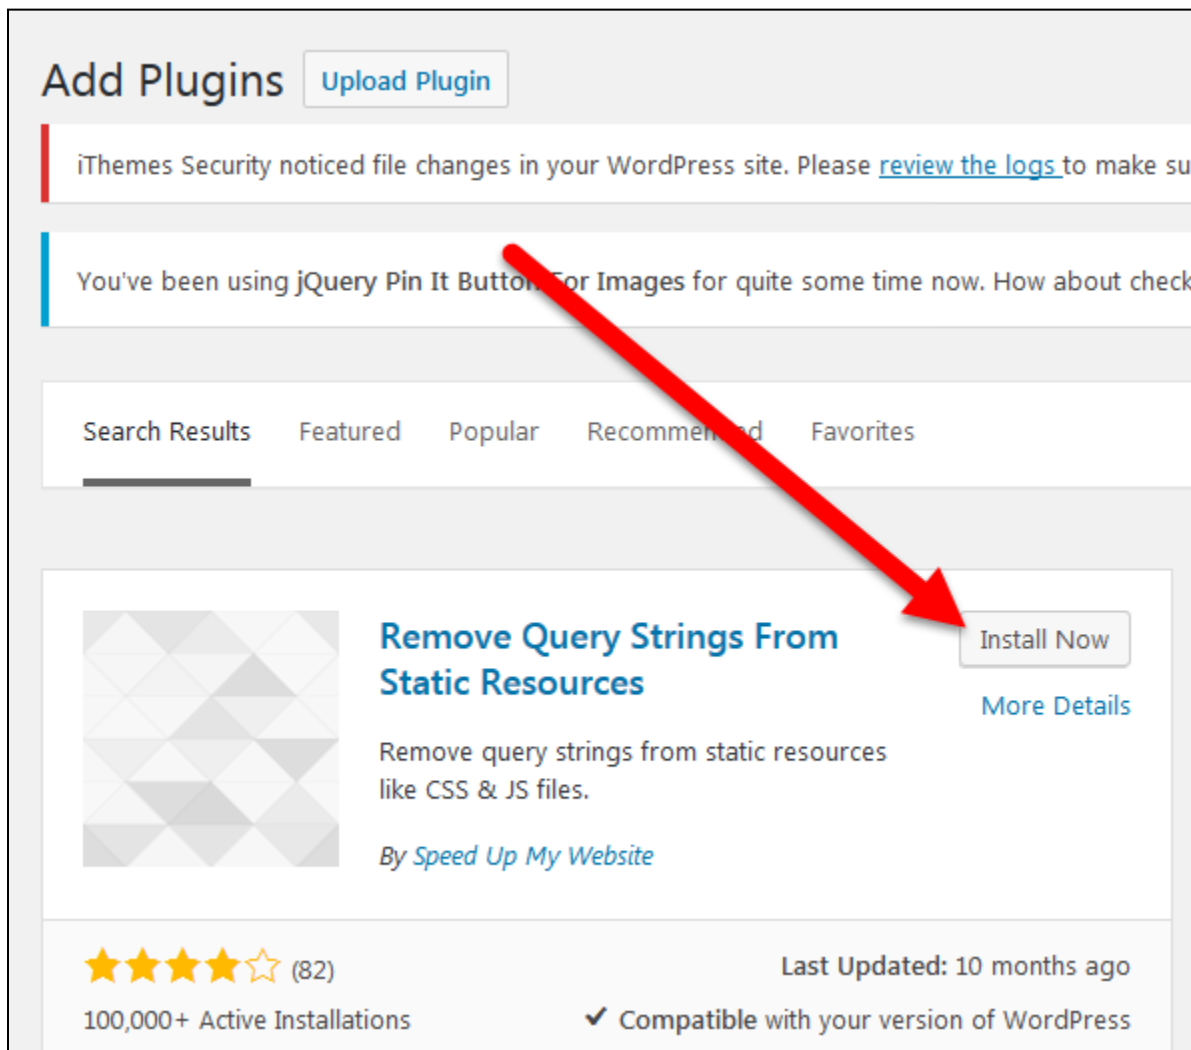 Add Plugins Upload Plugin
iThemes Security noticed file changes in your WordPress site. Please review the logs to make su
You've been using jQuery Pin It Button For Images for quite some time now. How about check
Search Results Featured Popular Recommended Favorites
Remove Query Strings From
Static Resources
Install Now
More Details
Remove query strings from static resources
like CSS & JS files.
By Speed Up My Website
(82)
Last Updated: 10 months ago
100,000+ Active Installations
Compatible with your version of WordPress